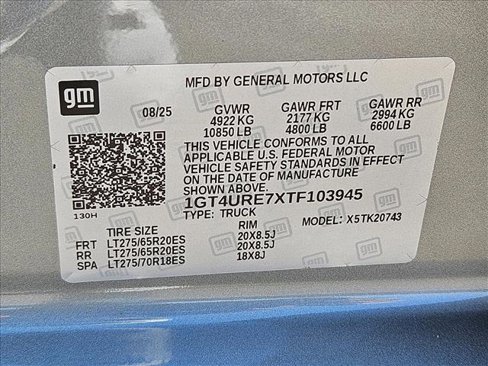 gm
MFD BY GENERAL MOTORS LLC
08/25 GVWR GAWR FRT GAWR RR
4922 KG 2177 KG 2994 KG
10850 LB 4800 LB 6600 LB
THIS VEHICLE CONFORMS TO ALL
APPLICABLE U.S. FEDERAL MOTOR
VEHICLE SAFETY STANDARDS IN EFFECT
ON THE DATE OF MANUFACTURE
SHOWN ABOVE.
1GT4URE7XTF103945
130H TYPE: TRUCK MODEL: X5TK20743
TIRE SIZE RIM
FRT LT275/65R20ES 20X8.5J
RR LT275/65R20ES 20X8.5J
SPA LT275/70R18ES 18X8J